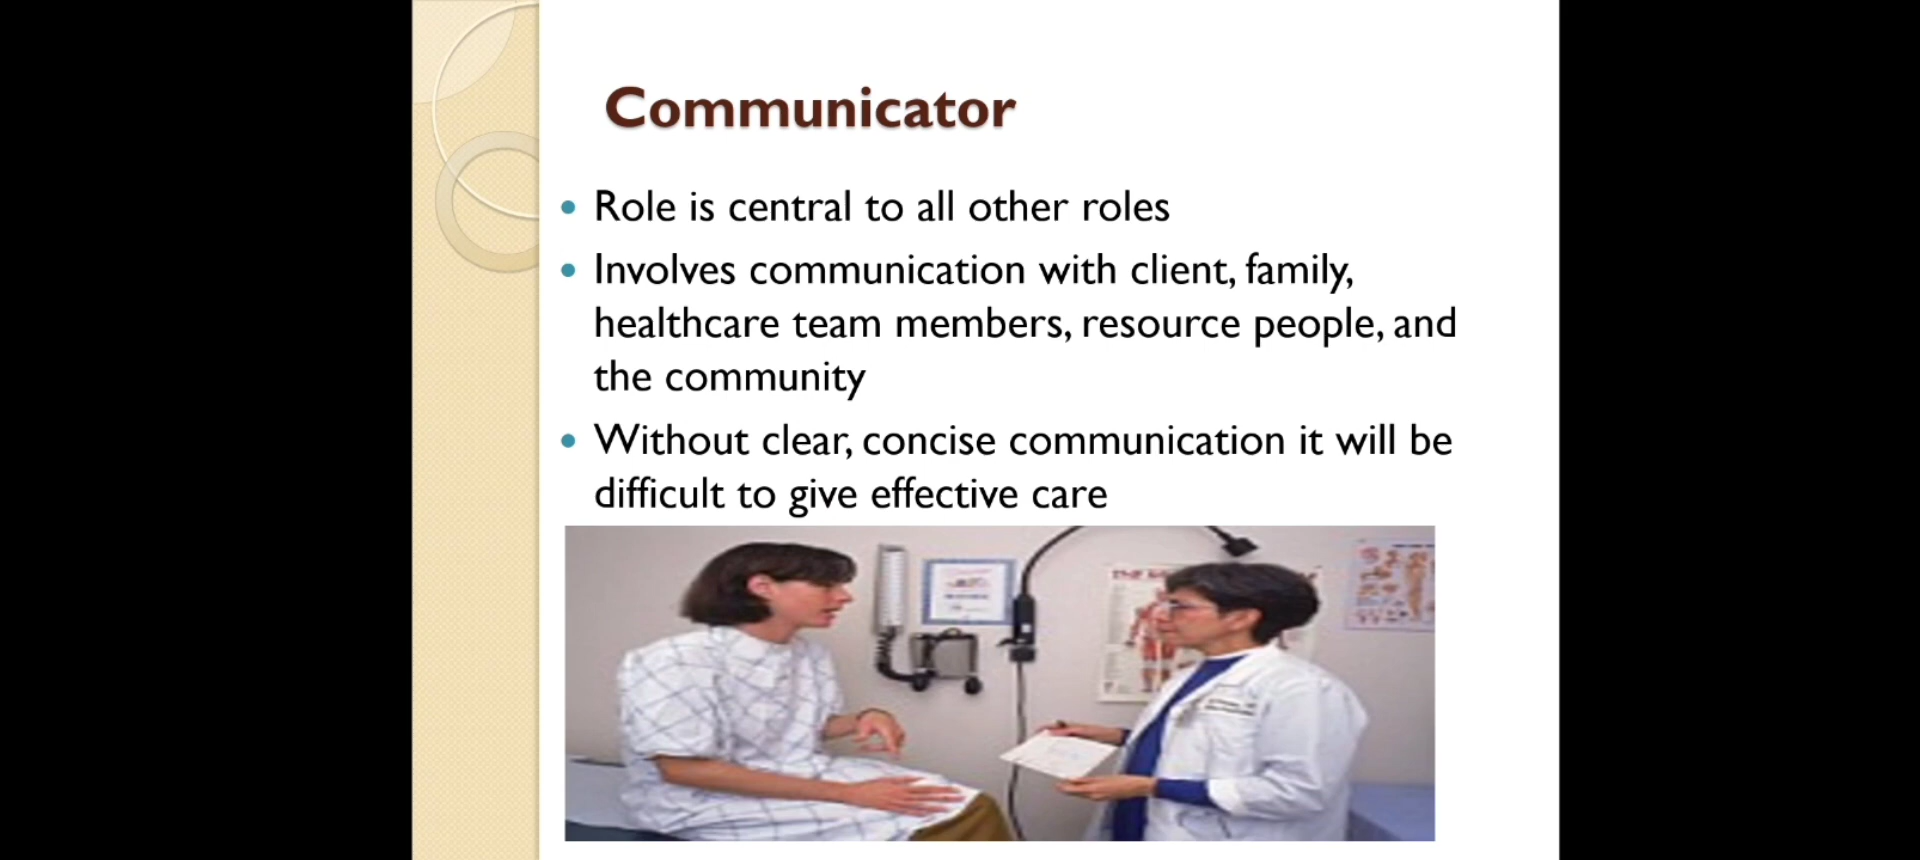 Communicator
• Role is central to all other roles
• Involves communication with client, family,
healthcare team members, resource people, and
the community
• Without clear, concise communication it will be
difficult to give effective care